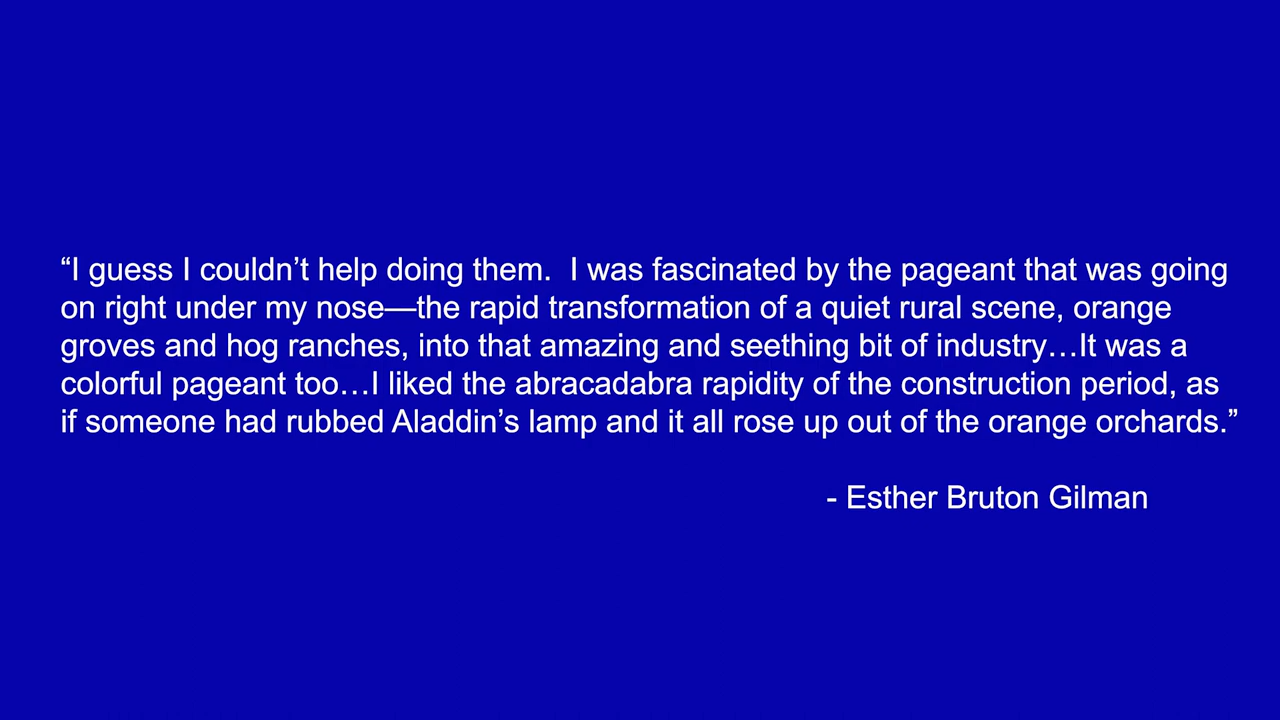 “I guess I couldn’t help doing them.  I was fascinated by the pageant that was going
on right under my nose—the rapid transformation of a quiet rural scene, orange
groves and hog ranches, into that amazing and seething bit of industry…It was a
colorful pageant too…I liked the abracadabra rapidity of the construction period, as
if someone had rubbed Aladdin’s lamp and it all rose up out of the orange orchards.”
- Esther Bruton Gilman